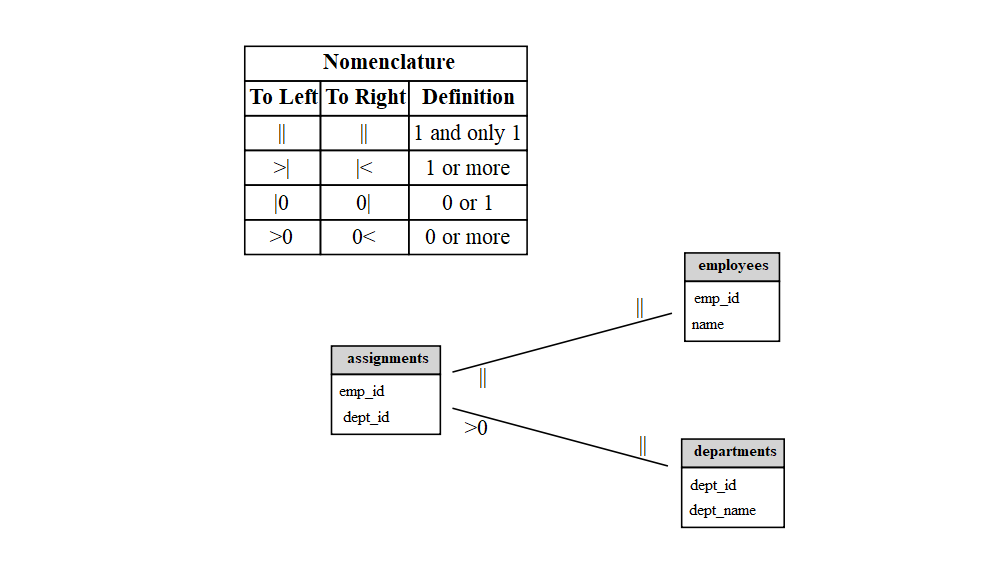 Nomenclature
To Left To Right Definition
|| || 1 and only 1
>| |< 1 or more
|0 0| 0 or 1
>0 0< 0 or more
employees
emp_id
name
||
assignments
emp_id
dept_id
||
>0
||
departments
dept_id
dept_name